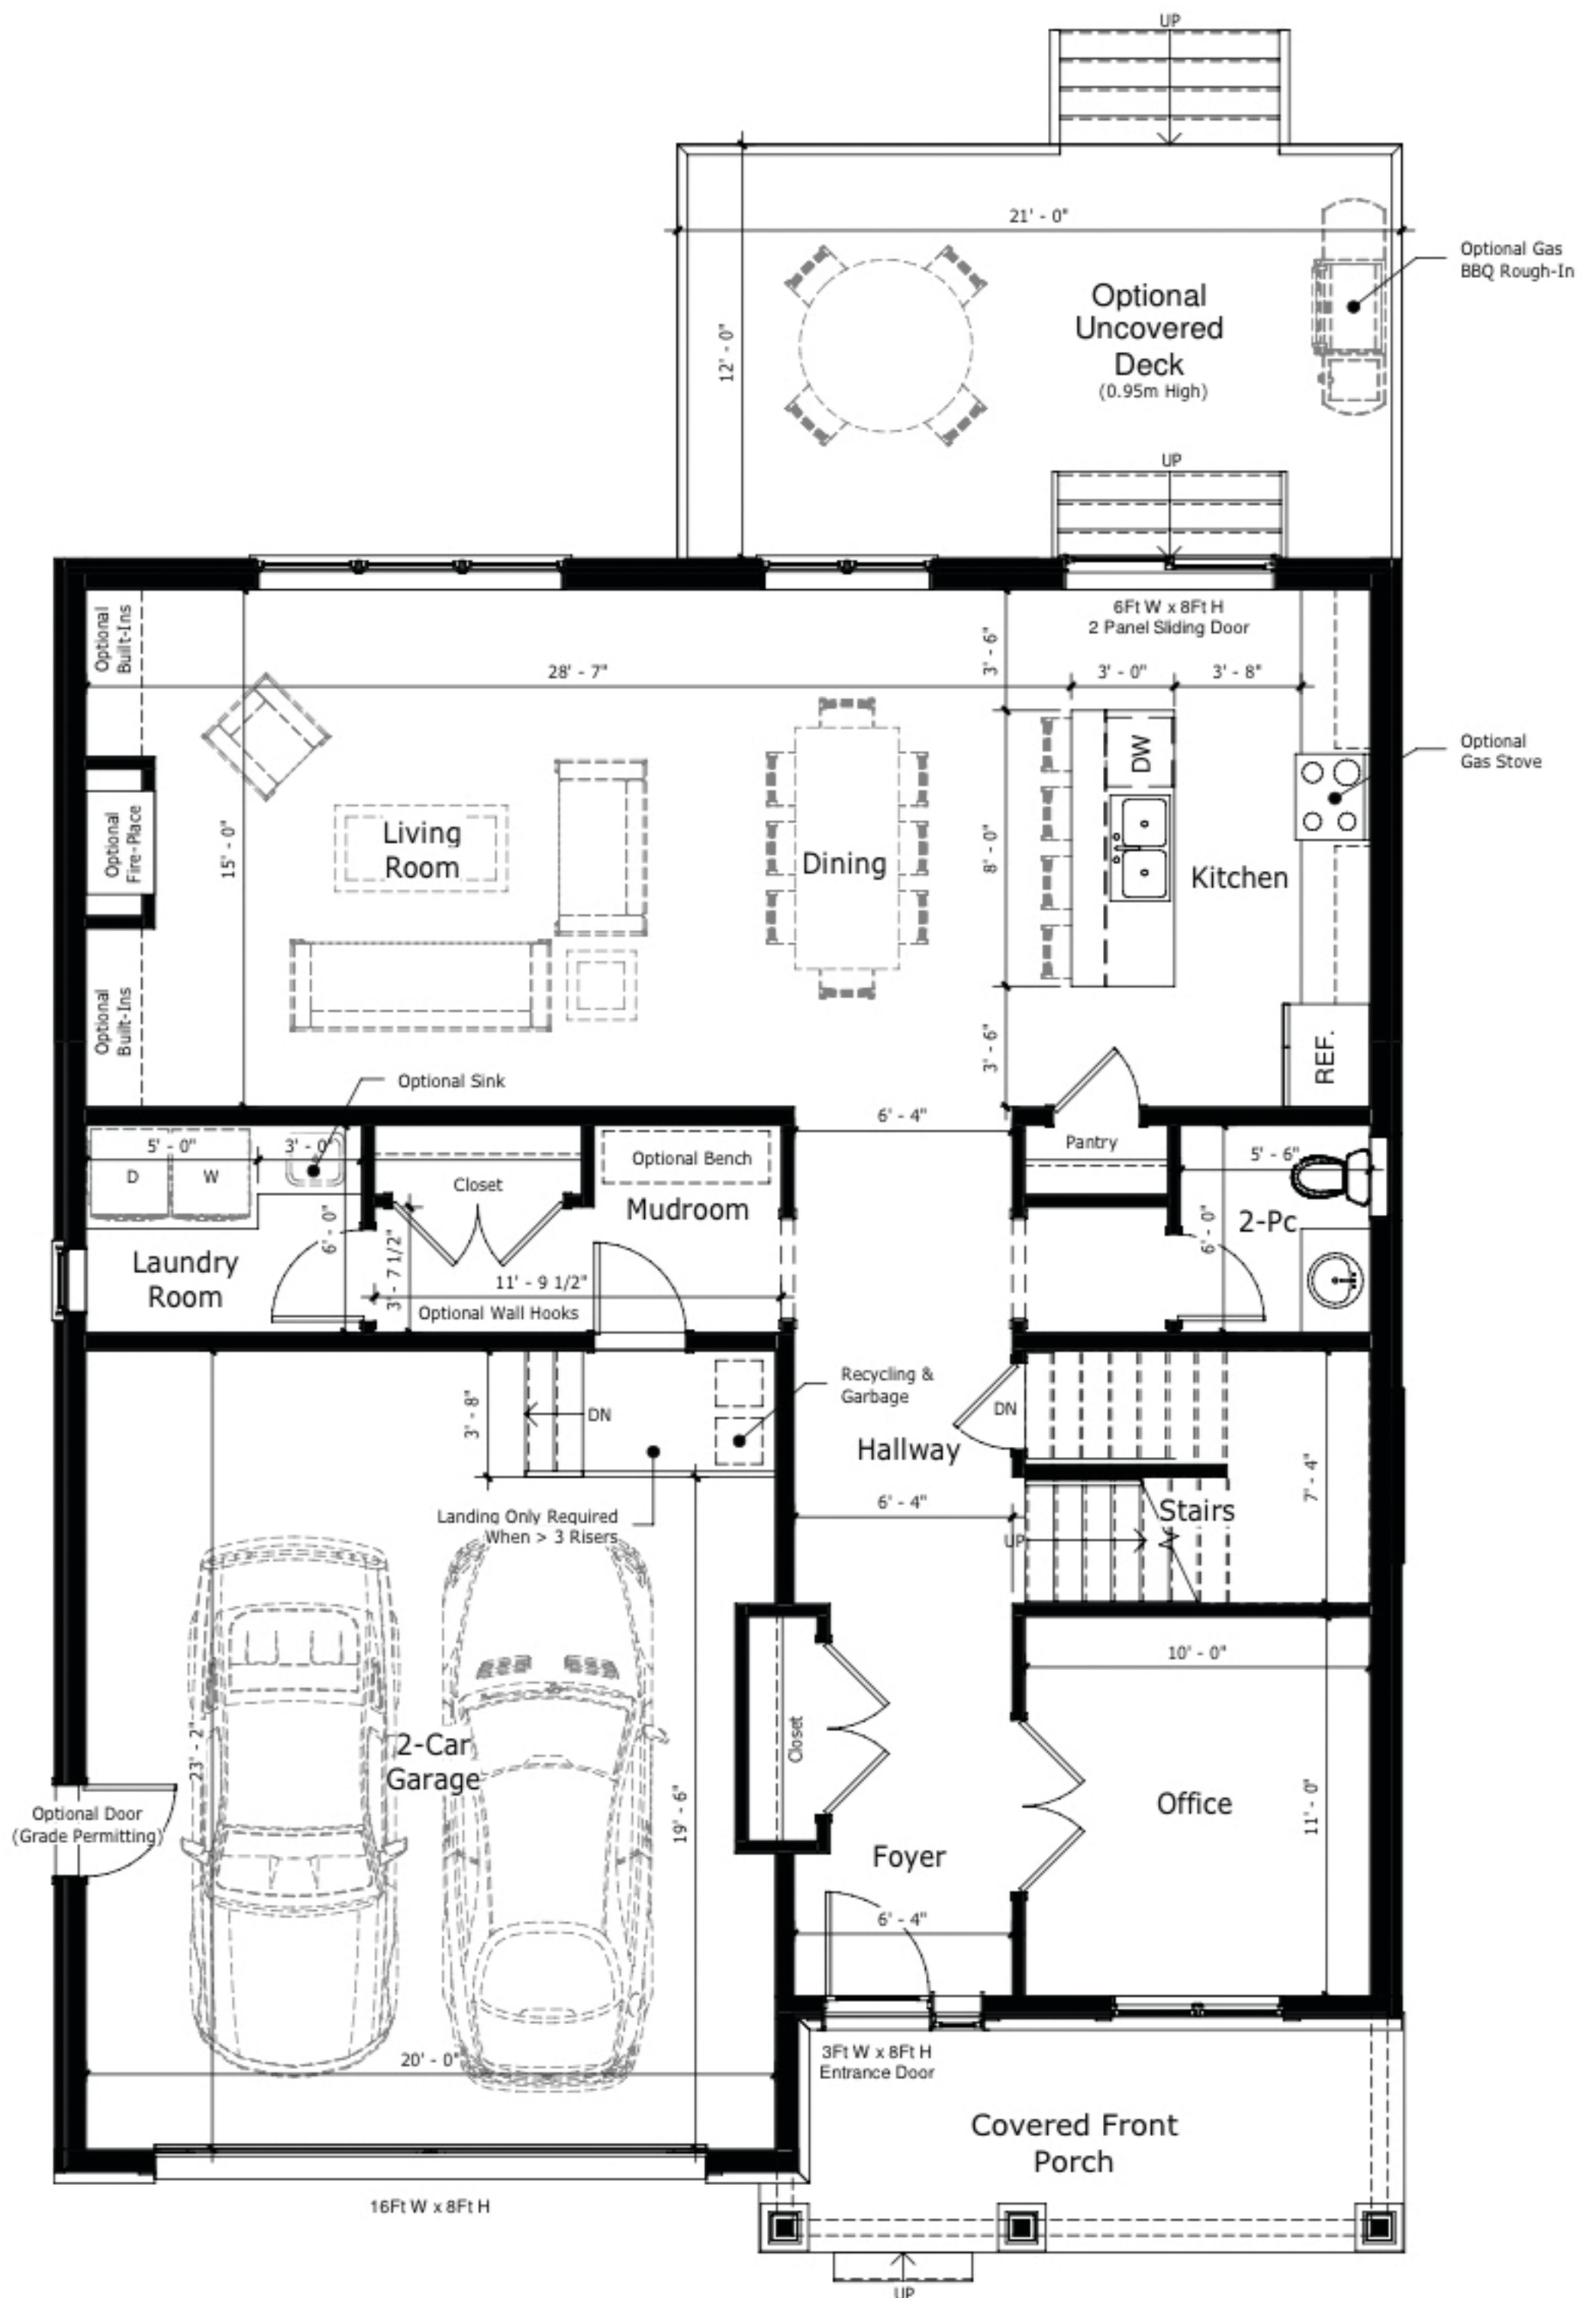 UP
21' - 0"
Optional Gas
BBQ Rough-In
Optional
Uncovered
Deck
(0.95m High)
12' - 0"
UP
Optional
Built-Ins
6Ft W x 8Ft H
2 Panel Sliding Door
3' - 6"
28' - 7"
3' - 0"
3' - 8"
DW
Optional
Gas Stove
Optional
Fire-Place
15' - 0"
Living
Room
Dining
8' - 0"
Kitchen
Optional
Built-Ins
3' - 6"
REF.
Optional Sink
6' - 4"
5' - 0"
3' - 0"
D
W
Closet
Optional Bench
Mudroom
Pantry
5' - 6"
2-Pc
6' - 0"
6' - 0"
Laundry
Room
3' - 7 1/2"
11' - 9 1/2"
Optional Wall Hooks
3' - 8"
DN
Recycling &
Garbage
DN
Hallway
7' - 4"
Landing Only Required
When > 3 Risers
6' - 4"
Stairs
UP
10' - 0"
Closet
23' - 2"
2-Car
Garage
19' - 6"
Office
11' - 0"
Optional Door
(Grade Permitting)
Foyer
6' - 4"
20' - 0"
3Ft W x 8Ft H
Entrance Door
Covered Front
Porch
16Ft W x 8Ft H
UP